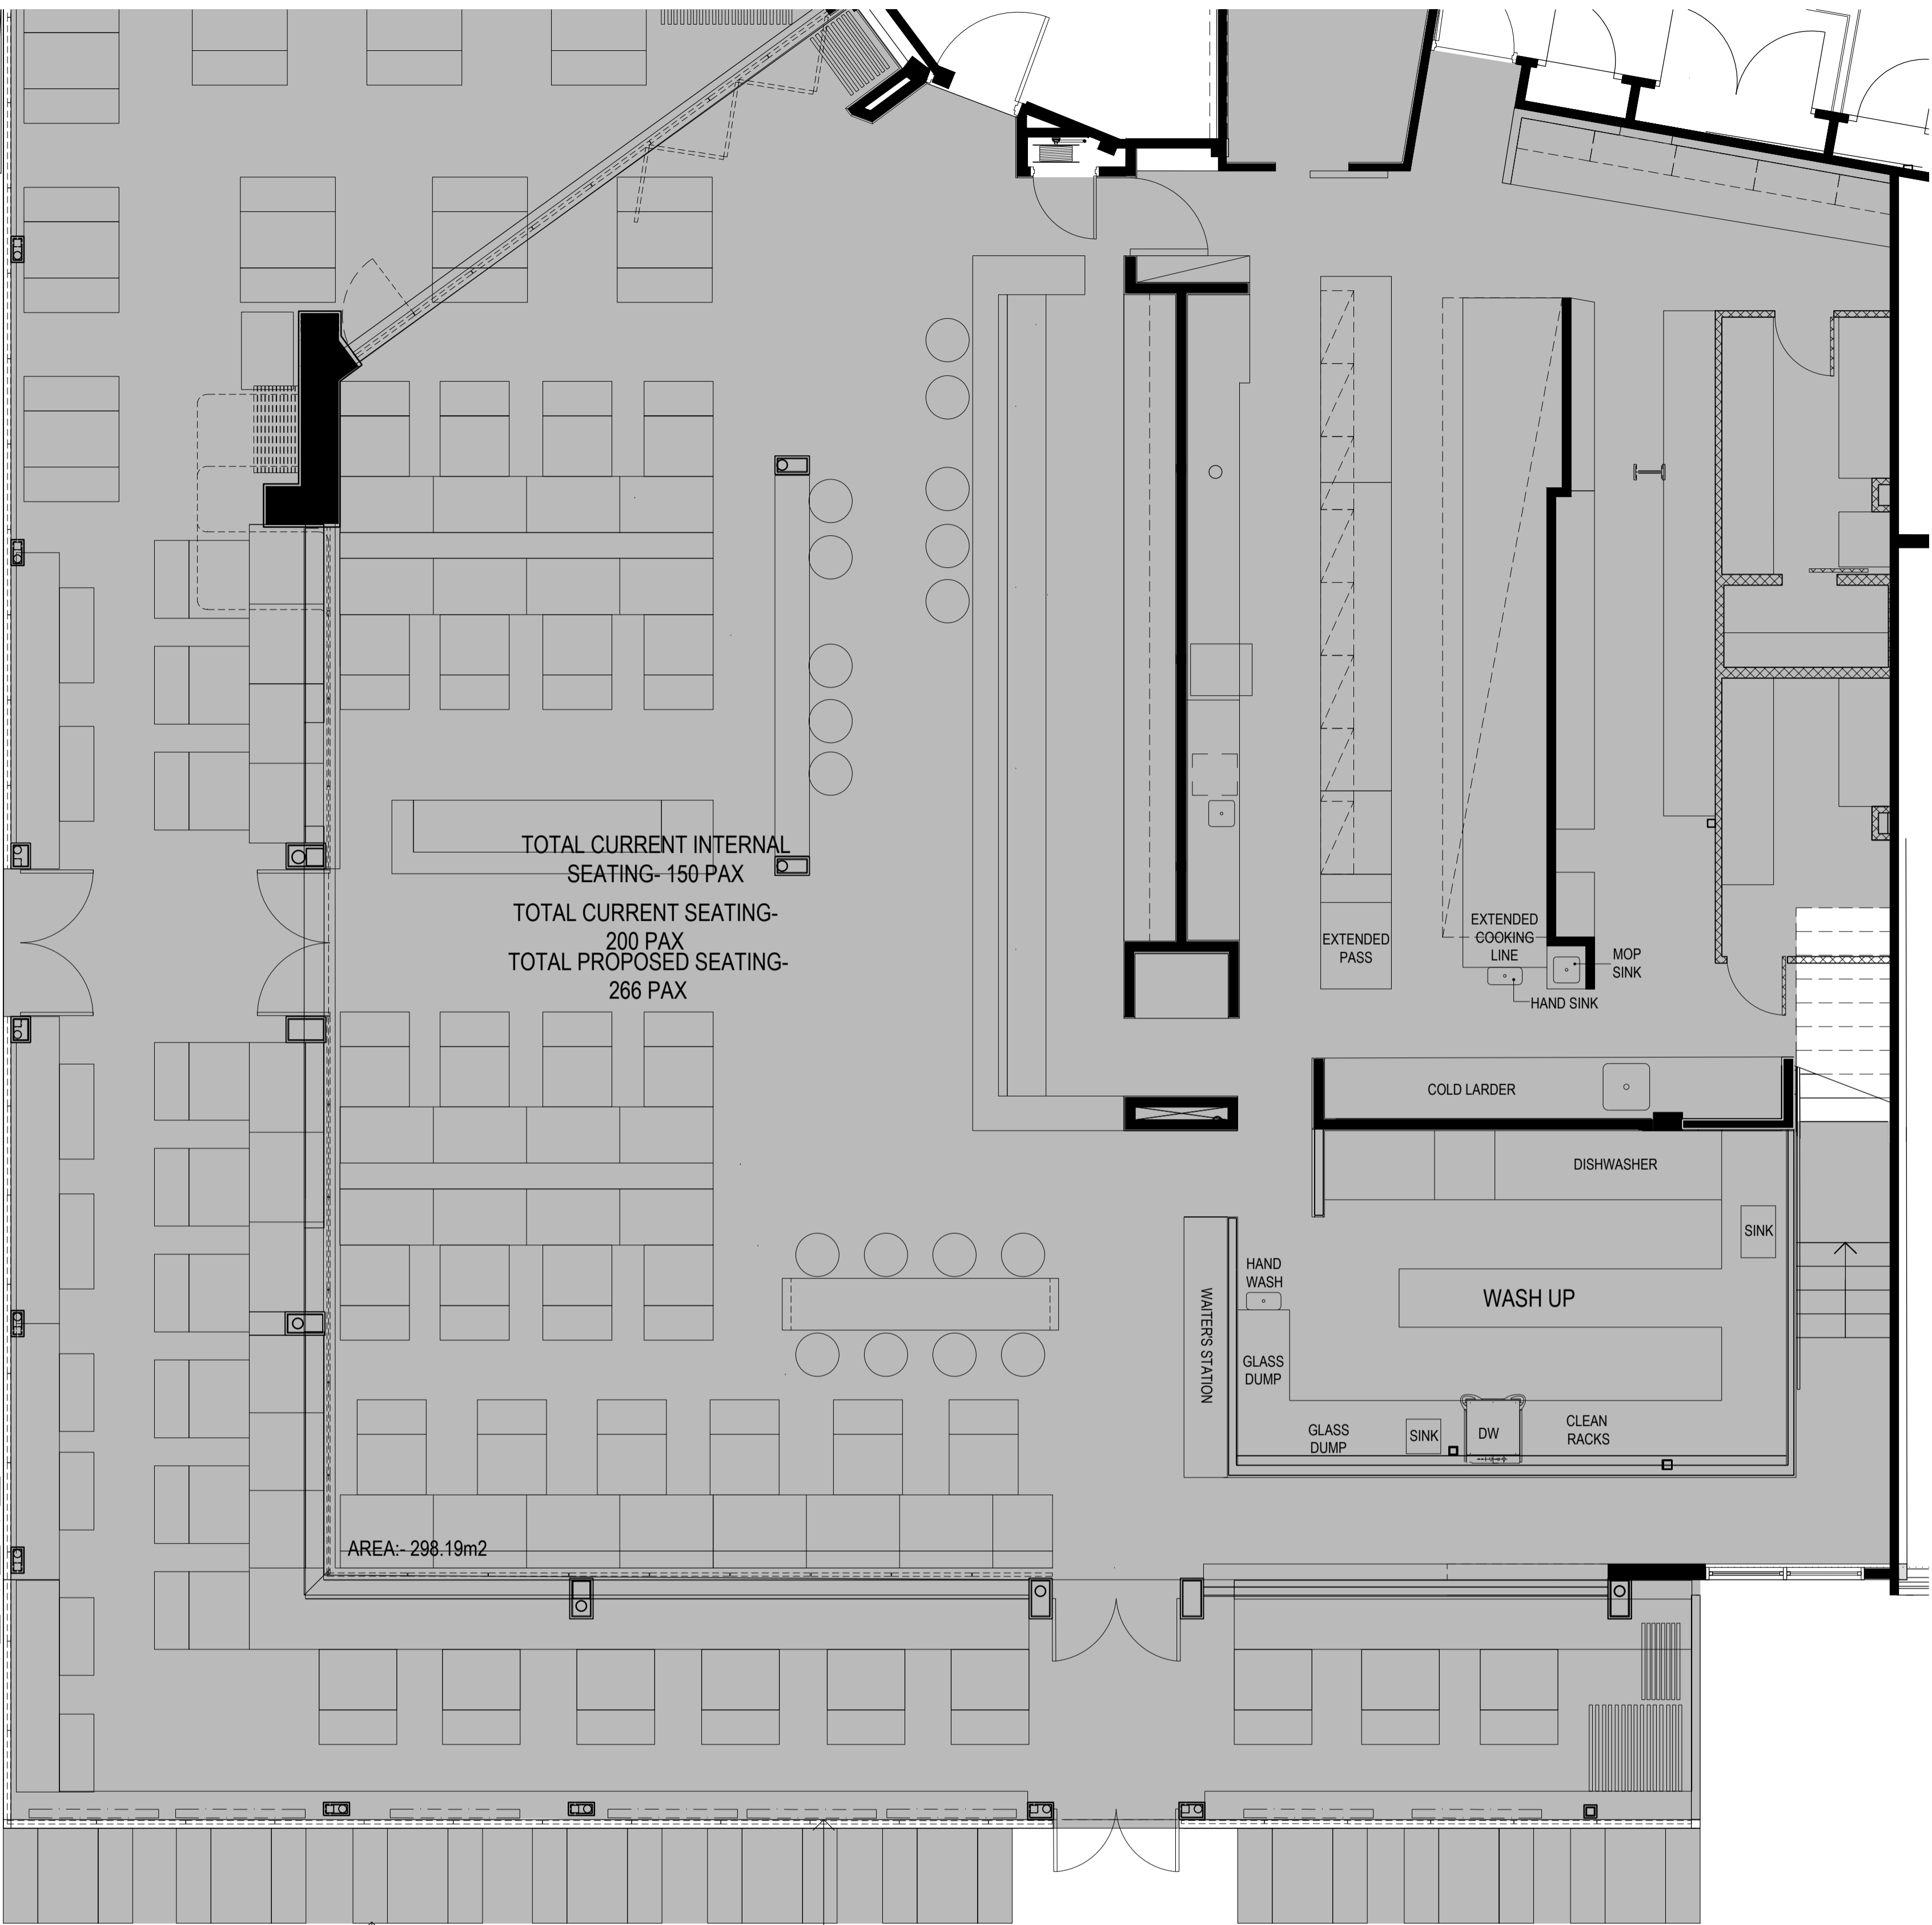 TOTAL CURRENT INTERNAL
SEATING- 150 PAX
TOTAL CURRENT SEATING-
200 PAX
TOTAL PROPOSED SEATING-
266 PAX
EXTENDED
PASS
EXTENDED
COOKING
LINE
MOP
SINK
HAND SINK
COLD LARDER
DISHWASHER
SINK
HAND
WASH
WASH UP
WAITER'S STATION
GLASS
DUMP
GLASS
DUMP
SINK
DW
CLEAN
RACKS
AREA:- 298.19m2